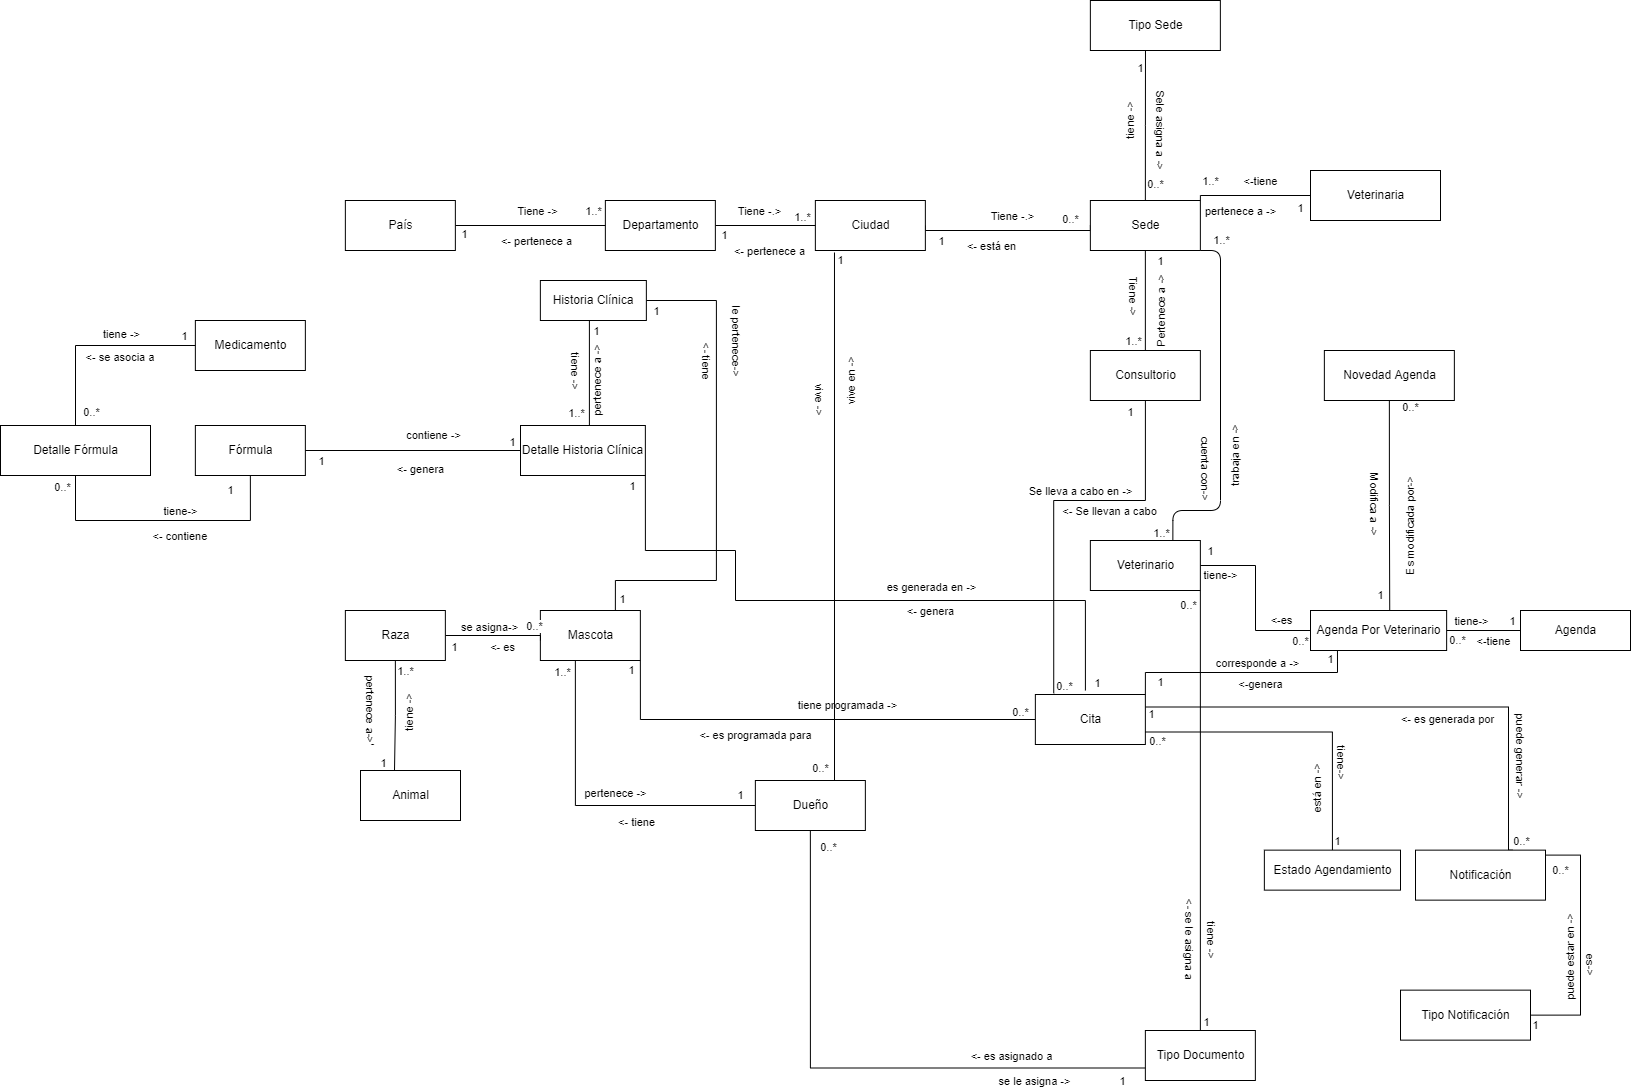 Tipo Sede
1
<- tiene
Sele asigna a ->
0..*
1..*
<-tiene
Veterinaria
pertenece a ->
1
País
Tiene ->
1..*
1
<- pertenece a
Departamento
Tiene -.>
1..*
1
<- pertenece a
Ciudad
Tiene -.>
0..*
1
<- está en
Sede
1..*
1
1
Tiene ->
Pertenece a ->
1..*
Historia Clínica
1
1
le pertenece->
<- tiene
tiene ->
pertenece a <-
1..*
tiene ->
1
Medicamento
<- se asocia a
0..*
vive ->
<- vive en
Consultorio
1
Novedad Agenda
0..*
Detalle Fórmula
0..*
Fórmula
1
1
contiene ->
1
<- genera
Detalle Historia Clínica
1
tiene->
<- contiene
cuenta con->
trabaja en <-
Se lleva a cabo en ->
<- Se llevan a cabo
Modifica a ->
Es modificada por->
1..*
Veterinario
1
tiene->
0..*
es generada en ->
<- genera
1
1
Raza
se asigna->
0..*
1
<- es
Mascota
1..*
1
<-es
0..*
Agenda Por Veterinario
tiene->
1
0..*
<-tiene
Agenda
1
1..*
pertenece a->'
tiene <-
1
Animal
corresponde a ->
1
<-genera
0..*
1
Cita
1
0..*
tiene programada ->
0..*
<- es programada para
<- es generada por
puede generar ->
tiene->
está en <-
0..*
pertenece ->
1
<- tiene
Dueño
0..*
1
Estado Agendamiento
0..*
Notificación
0..*
<- se le asigna a
tiene ->
puede estar en <-
es->
Tipo Notificación
1
1
Tipo Documento
<- es asignado a
se le asigna ->
1